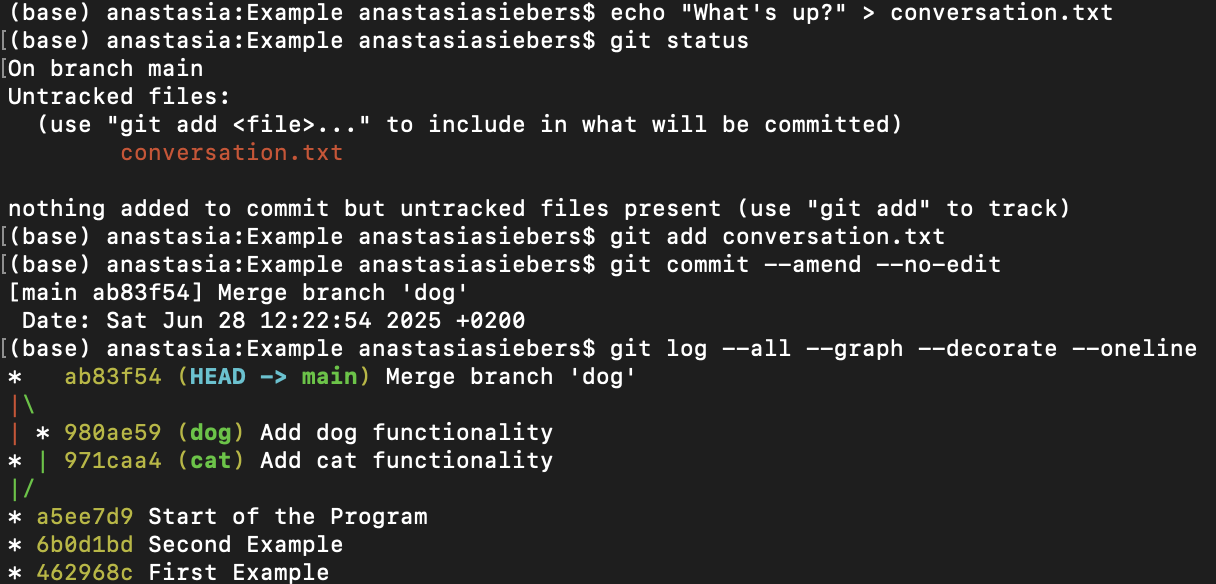 (base) anastasia:Example anastasiasiebers$ echo "What's up?" > conversation.txt
[(base) anastasia:Example anastasiasiebers$ git status
[On branch main
Untracked files:
  (use "git add <file>..." to include in what will be committed)
        conversation.txt

nothing added to commit but untracked files present (use "git add" to track)
[(base) anastasia:Example anastasiasiebers$ git add conversation.txt
[(base) anastasia:Example anastasiasiebers$ git commit --amend --no-edit
[main ab83f54] Merge branch 'dog'
 Date: Sat Jun 28 12:22:54 2025 +0200
[(base) anastasia:Example anastasiasiebers$ git log --all --graph --decorate --oneline
*   ab83f54 (HEAD -> main) Merge branch 'dog'
|\
| * 980ae59 (dog) Add dog functionality
* | 971caa4 (cat) Add cat functionality
|/
* a5ee7d9 Start of the Program
* 6b0d1bd Second Example
* 462968c First Example